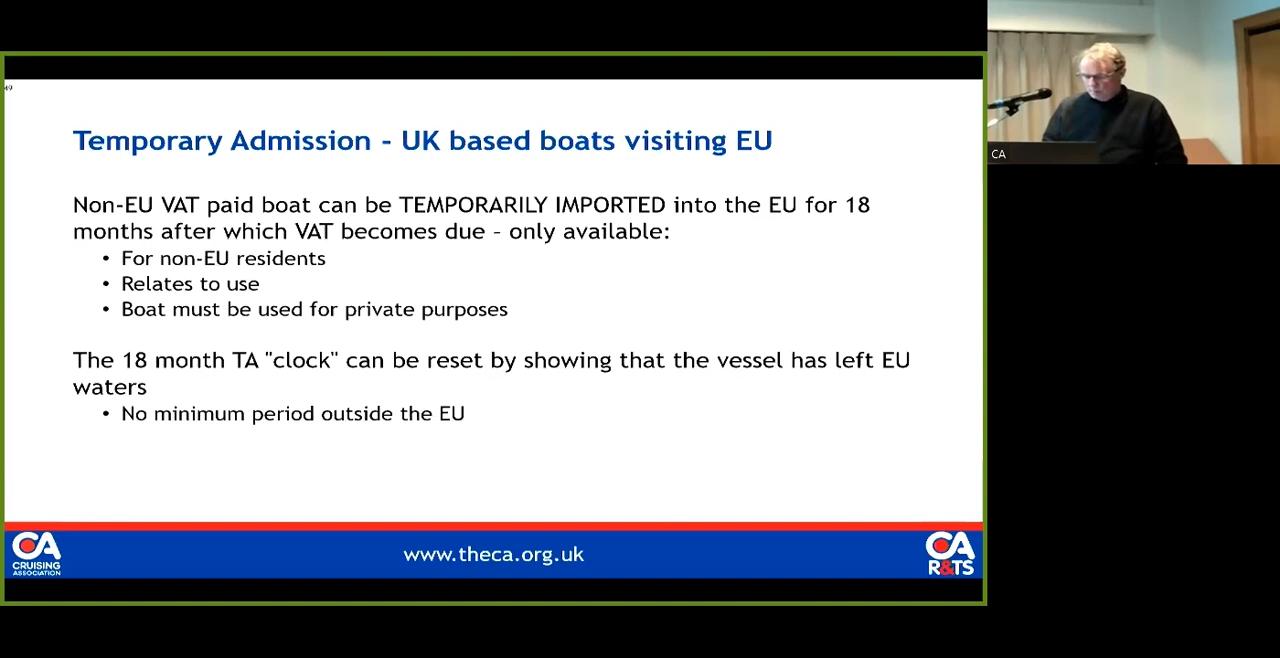 49
Temporary Admission - UK based boats visiting EU
Non-EU VAT paid boat can be TEMPORARILY IMPORTED into the EU for 18
months after which VAT becomes due – only available:
• For non-EU residents
• Relates to use
• Boat must be used for private purposes
The 18 month TA "clock" can be reset by showing that the vessel has left EU
waters
• No minimum period outside the EU
CA
CRUISING
ASSOCIATION
www.theca.org.uk
CA
R&TS
CA